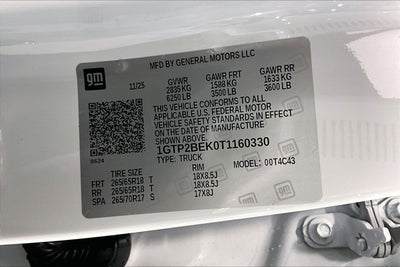 MFD BY GENERAL MOTORS LLC
gm
11/25
GVWR GAWR FRT GAWR RR
2835 KG 1588 KG 1633 KG
6250 LB 3500 LB 3600 LB
THIS VEHICLE CONFORMS TO ALL
APPLICABLE U.S. FEDERAL MOTOR
VEHICLE SAFETY STANDARDS IN EFFECT
ON THE DATE OF MANUFACTURE
SHOWN ABOVE.
0624
1GTP2BEK0T1160330
TYPE: TRUCK MODEL: 00T4C43
TIRE SIZE RIM
FRT 265/65R18 T 18X8.5J
RR 265/65R18 T 18X8.5J
SPA 265/70R17 S 17X8J